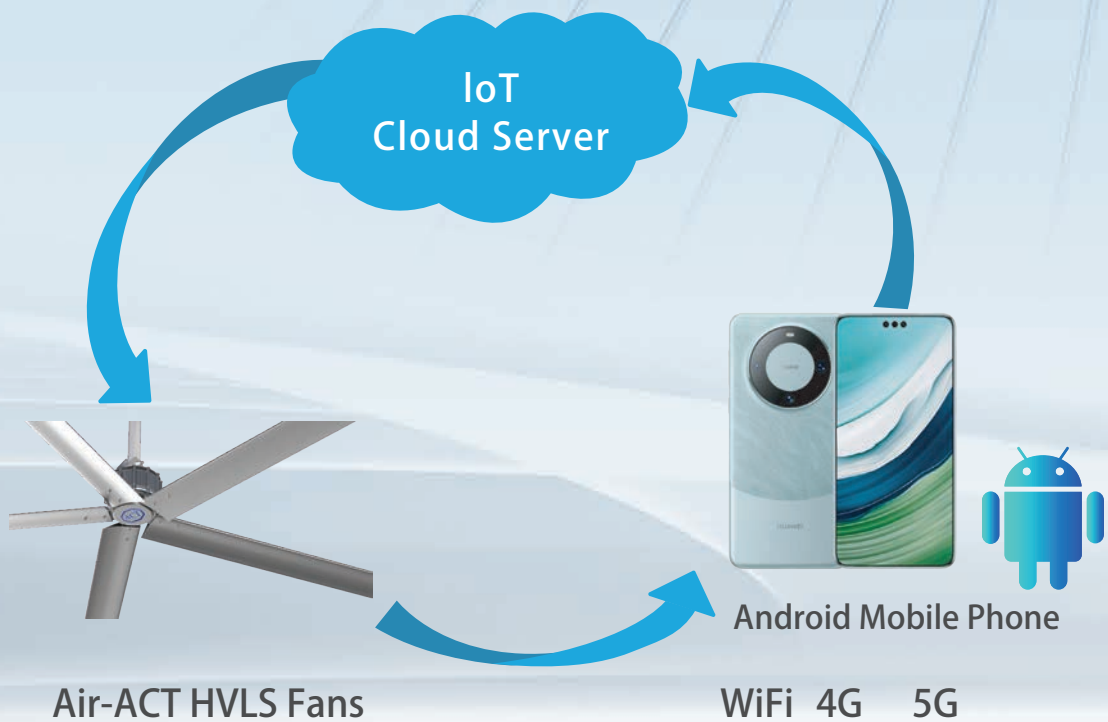 IoT
Cloud Server
Android Mobile Phone
Air-ACT HVLS Fans
WiFi 4G 5G